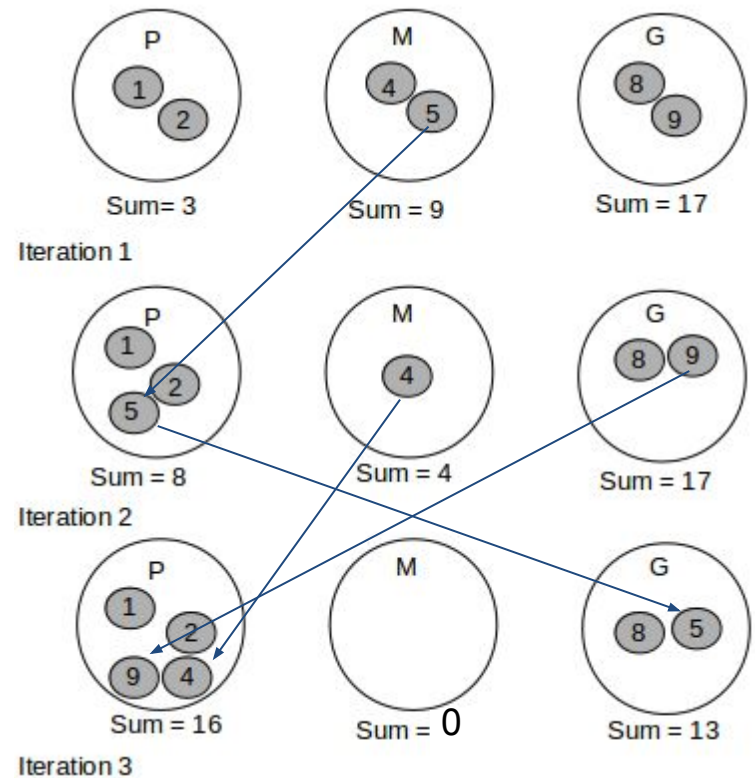 P M G
1 4 8
2 5 9
Sum= 3 Sum = 9 Sum = 17
Iteration 1
P M G
1 2 5 4 8 9
Sum = 8 Sum = 4 Sum = 17
Iteration 2
P M G
1 2 8 5
9 4
Sum = 16 Sum = 0 Sum = 13
Iteration 3